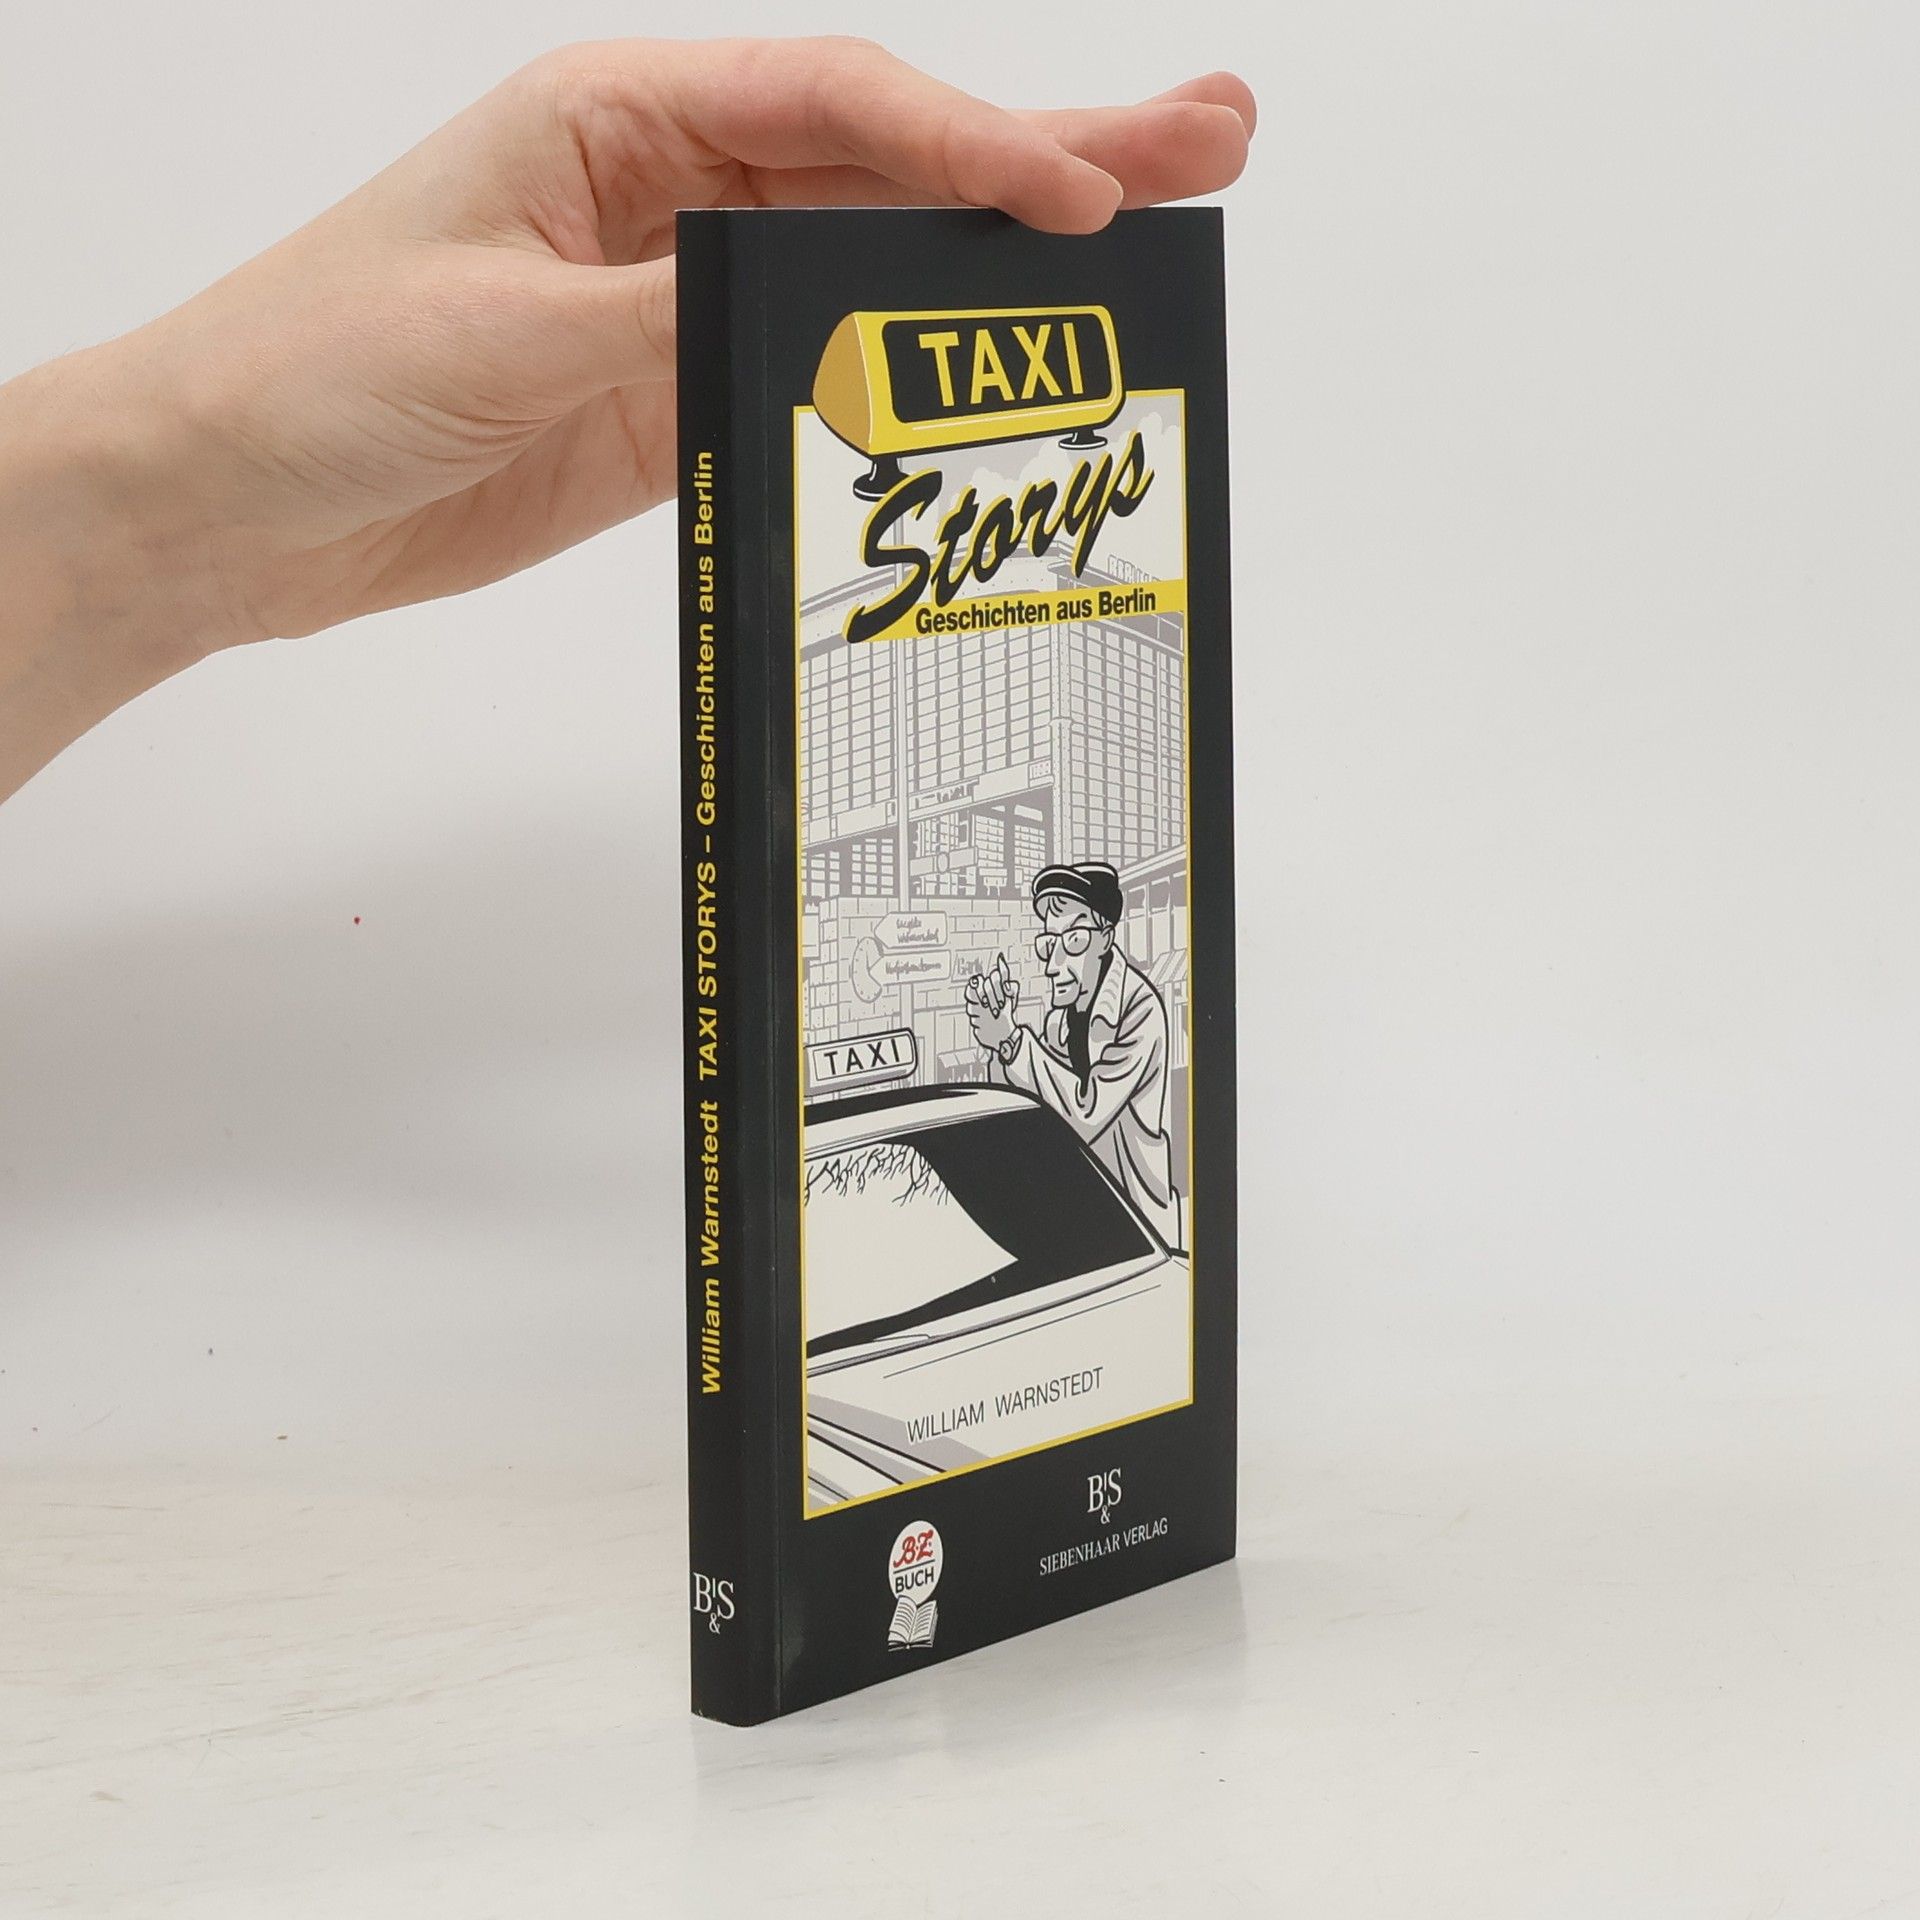 William Warnstedt TAXI STORYS – Geschichten aus Berlin
B&S
TAXI
Storys
Geschichten aus Berlin
TAXI
WILLIAM WARNSTEDT
B.Z.
BUCH
B&S
SIEBENHAAR VERLAG